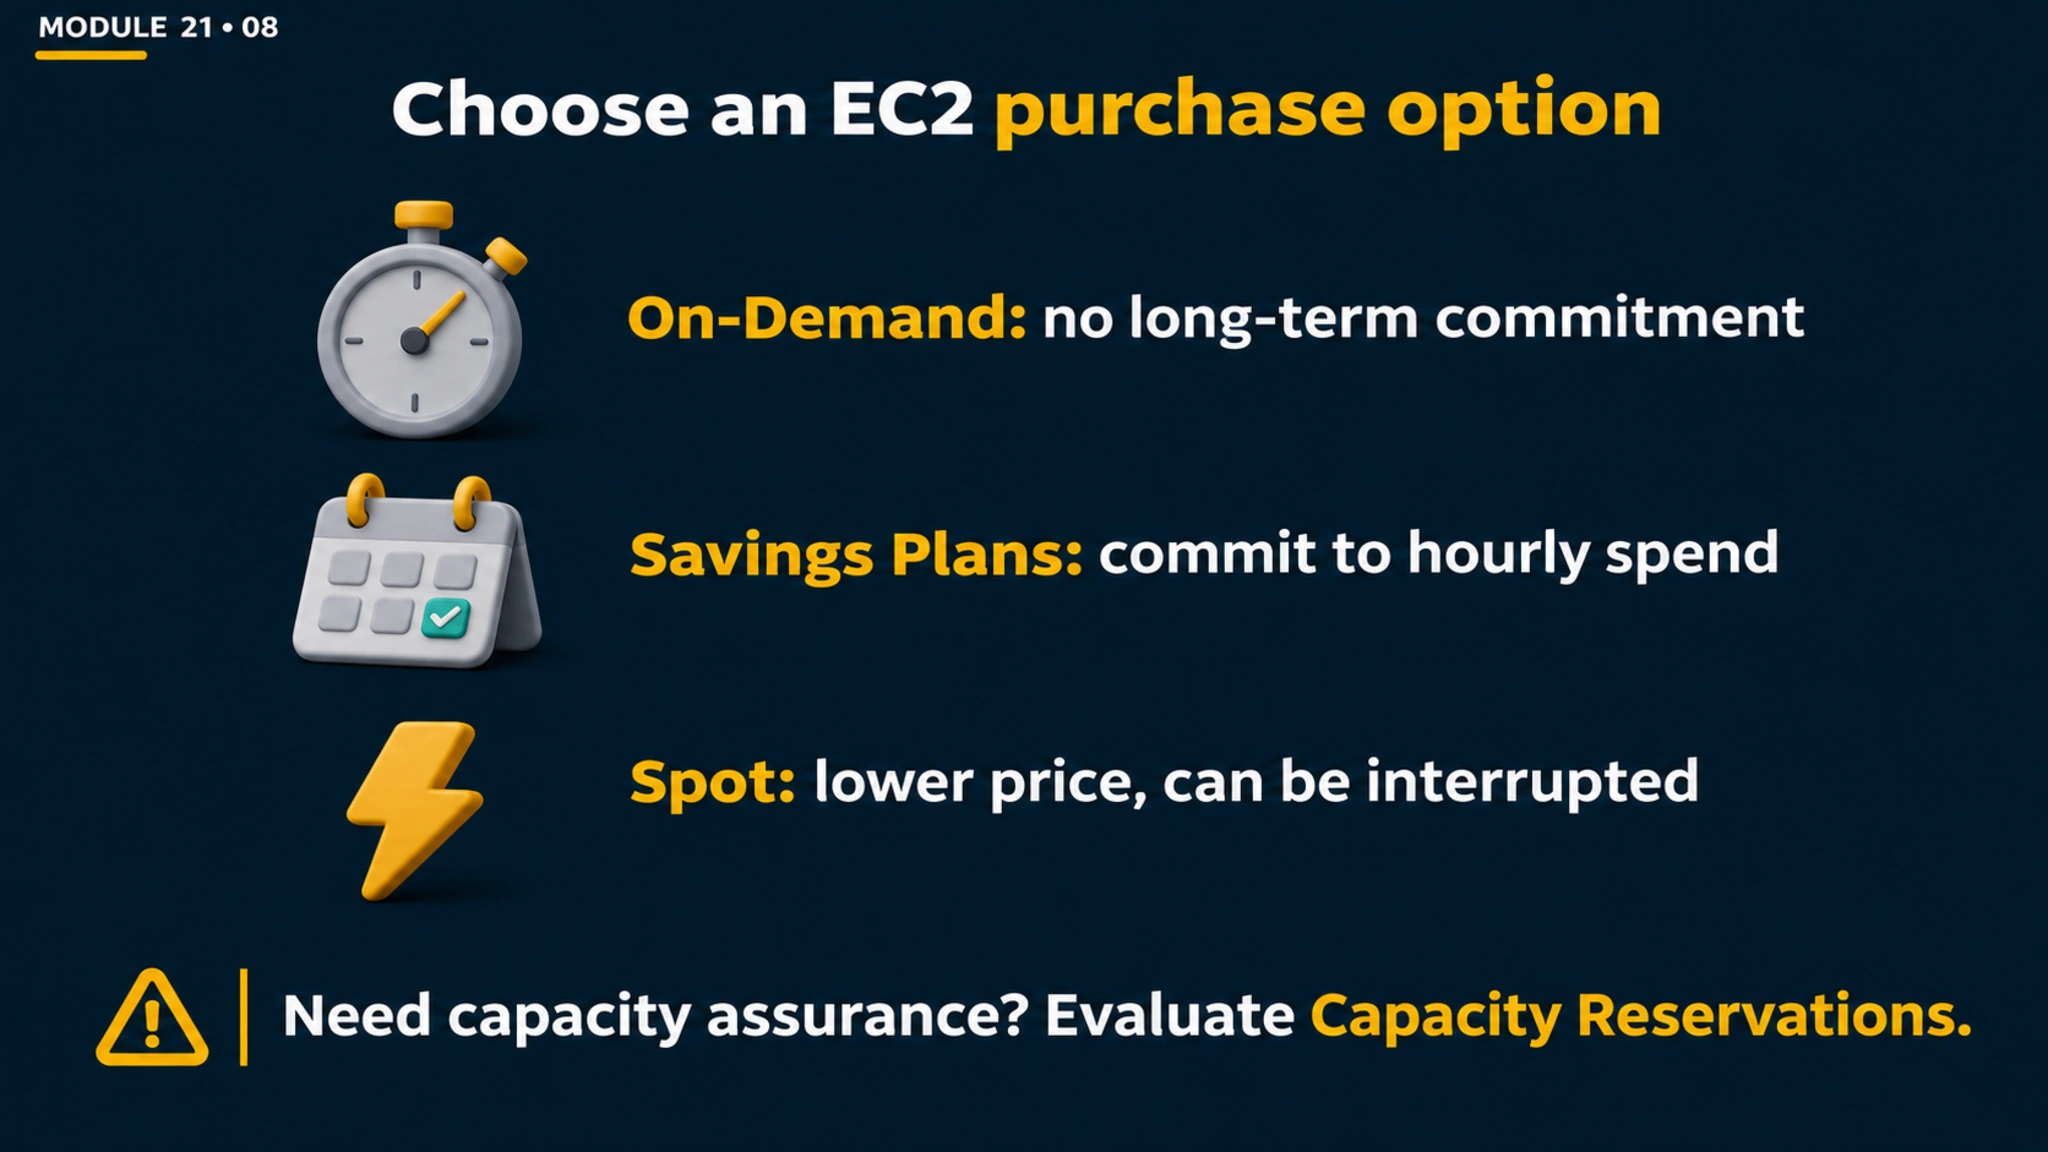 MODULE 21 • 08
Choose an EC2 purchase option
On-Demand: no long-term commitment
Savings Plans: commit to hourly spend
Spot: lower price, can be interrupted
Need capacity assurance? Evaluate Capacity Reservations.